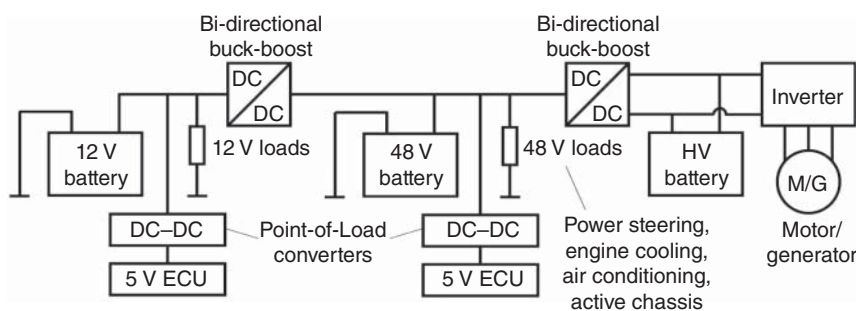 Bi-directional
buck-boost
Bi-directional
buck-boost
DC
DC
DC
DC
Inverter
12 V
battery
12 V loads
48 V
battery
48 V loads
HV
battery
M/G
Motor/
generator
DC–DC
Point-of-Load
converters
DC–DC
5 V ECU
5 V ECU
Power steering,
engine cooling,
air conditioning,
active chassis